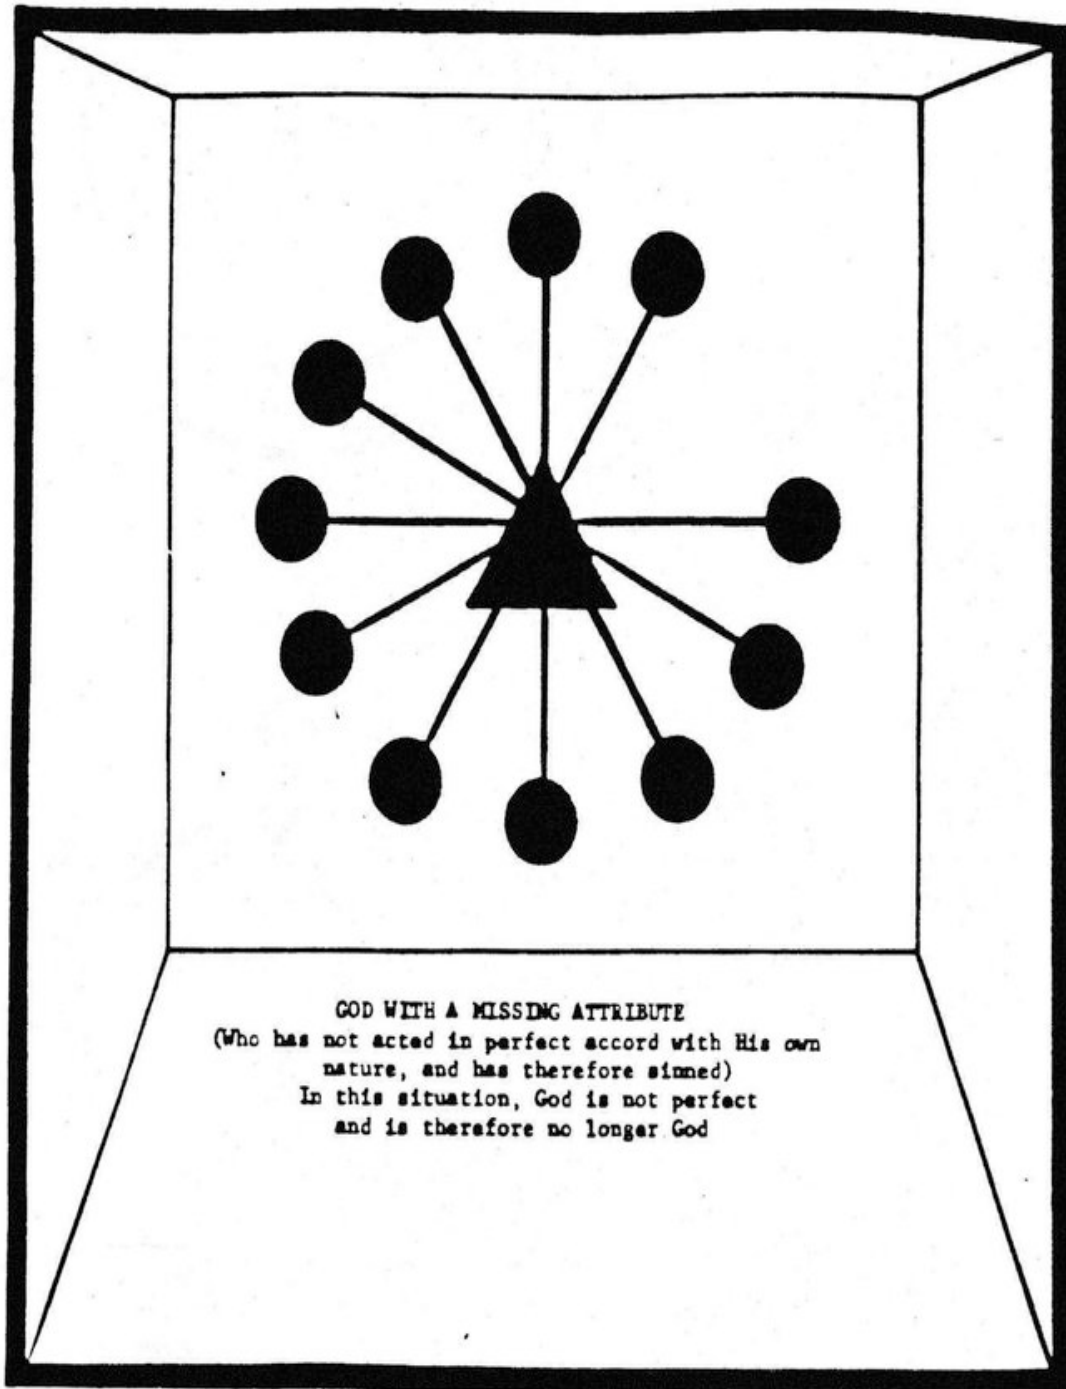 GOD WITH A MISSING ATTRIBUTE
(Who has not acted in perfect accord with His own
nature, and has therefore sinned)
In this situation, God is not perfect
and is therefore no longer God